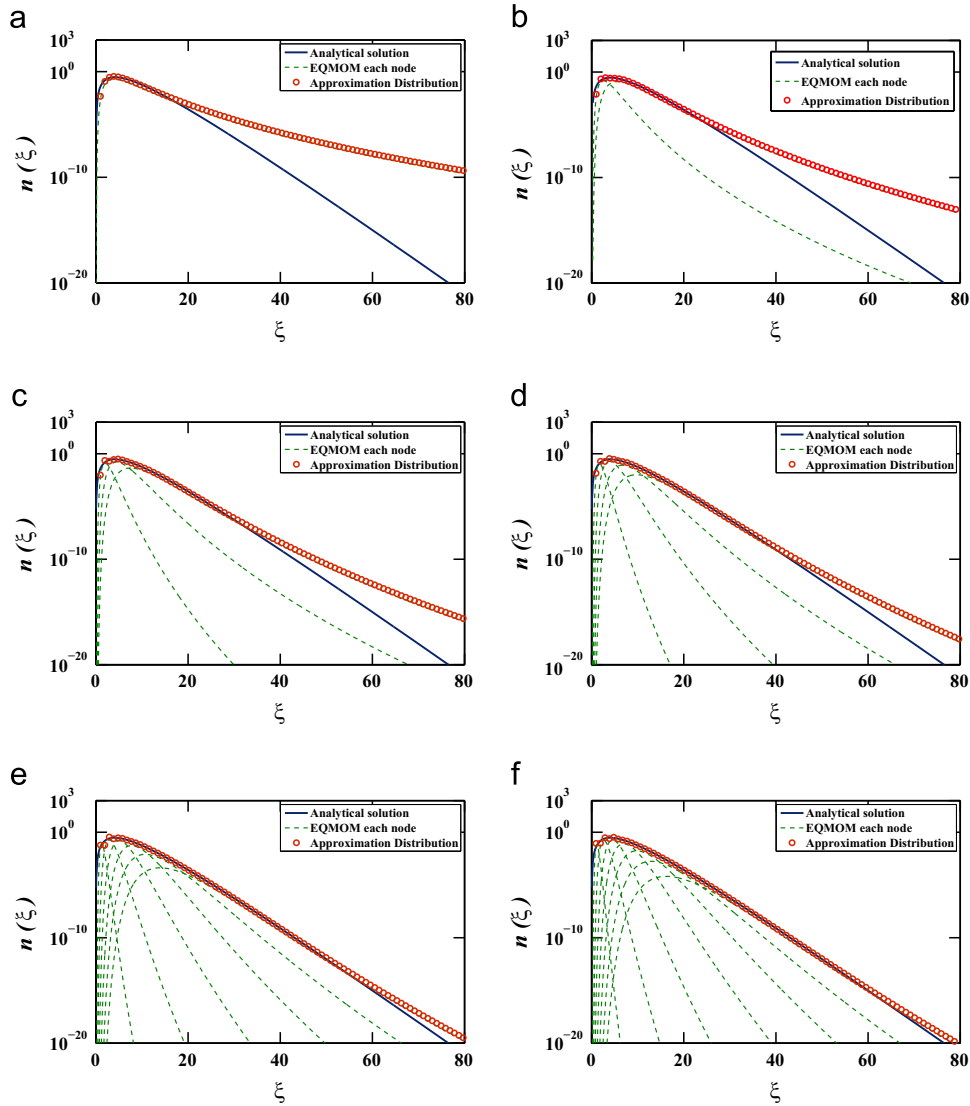 a
10³
10⁰
10⁻¹⁰
10⁻²⁰
n (ξ)
0 20 40 60 80
ξ
Analytical solution
EQMOM each node
Approximation Distribution
b
10³
10⁰
10⁻¹⁰
10⁻²⁰
n (ξ)
0 20 40 60 80
ξ
Analytical solution
EQMOM each node
Approximation Distribution
c
10³
10⁰
10⁻¹⁰
10⁻²⁰
n (ξ)
0 20 40 60 80
ξ
Analytical solution
EQMOM each node
Approximation Distribution
d
10³
10⁰
10⁻¹⁰
10⁻²⁰
n (ξ)
0 20 40 60 80
ξ
Analytical solution
EQMOM each node
Approximation Distribution
e
10³
10⁰
10⁻¹⁰
10⁻²⁰
n (ξ)
0 20 40 60 80
ξ
Analytical solution
EQMOM each node
Approximation Distribution
f
10³
10⁰
10⁻¹⁰
10⁻²⁰
n (ξ)
0 20 40 60 80
ξ
Analytical solution
EQMOM each node
Approximation Distribution